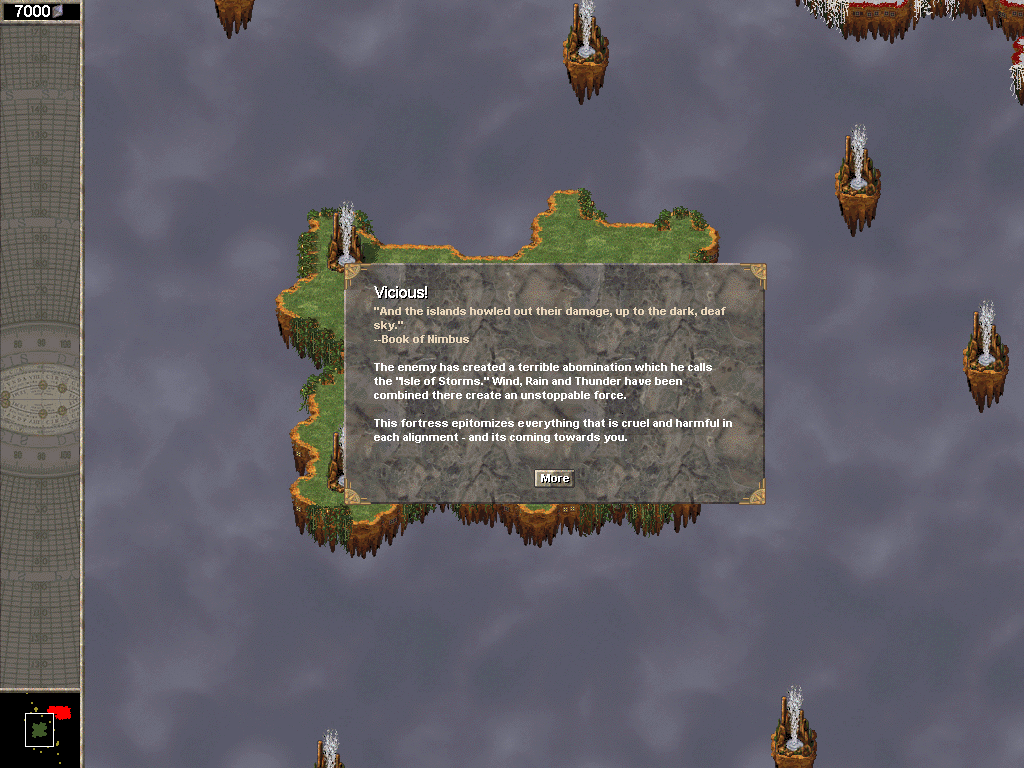 7000
Vicious!
"And the islands howled out their damage, up to the dark, deaf
sky."
--Book of Nimbus
The enemy has created a terrible abomination which he calls
the "Isle of Storms." Wind, Rain and Thunder have been
combined there create an unstoppable force.
This fortress epitomizes everything that is cruel and harmful in
each alignment - and its coming towards you.
More